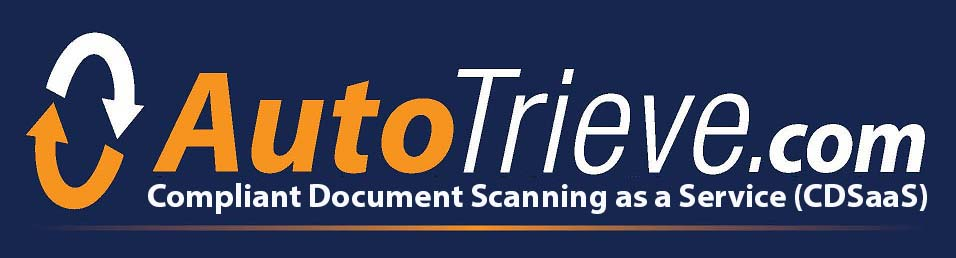 AutoTrieve.com
Compliant Document Scanning as a Service (CDSaaS)